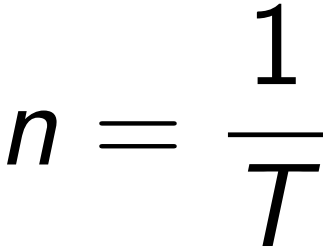 n = 1/T